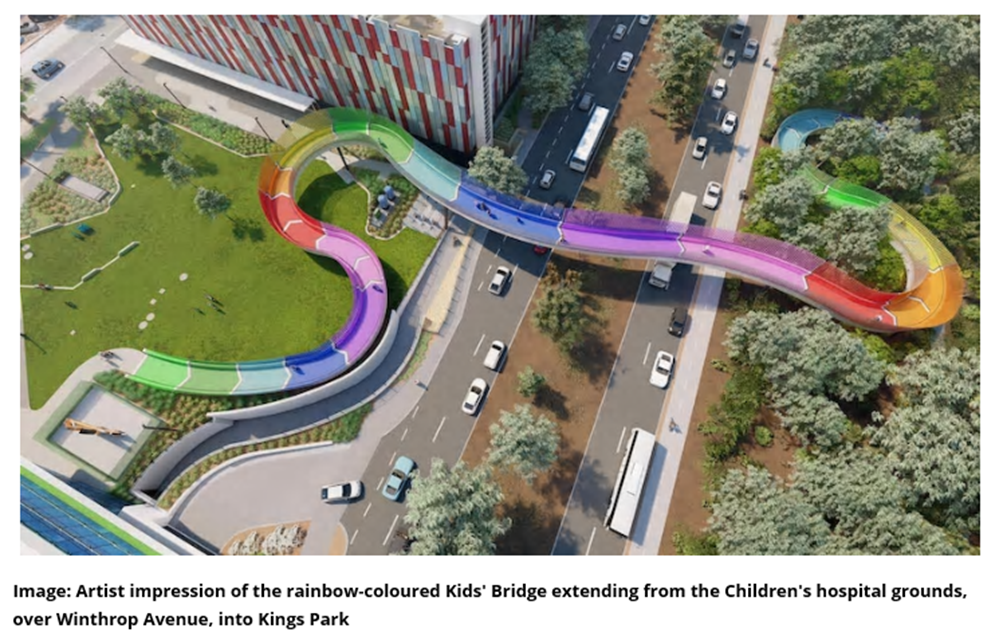 Image: Artist impression of the rainbow-coloured Kids' Bridge extending from the Children's hospital grounds,
over Winthrop Avenue, into Kings Park